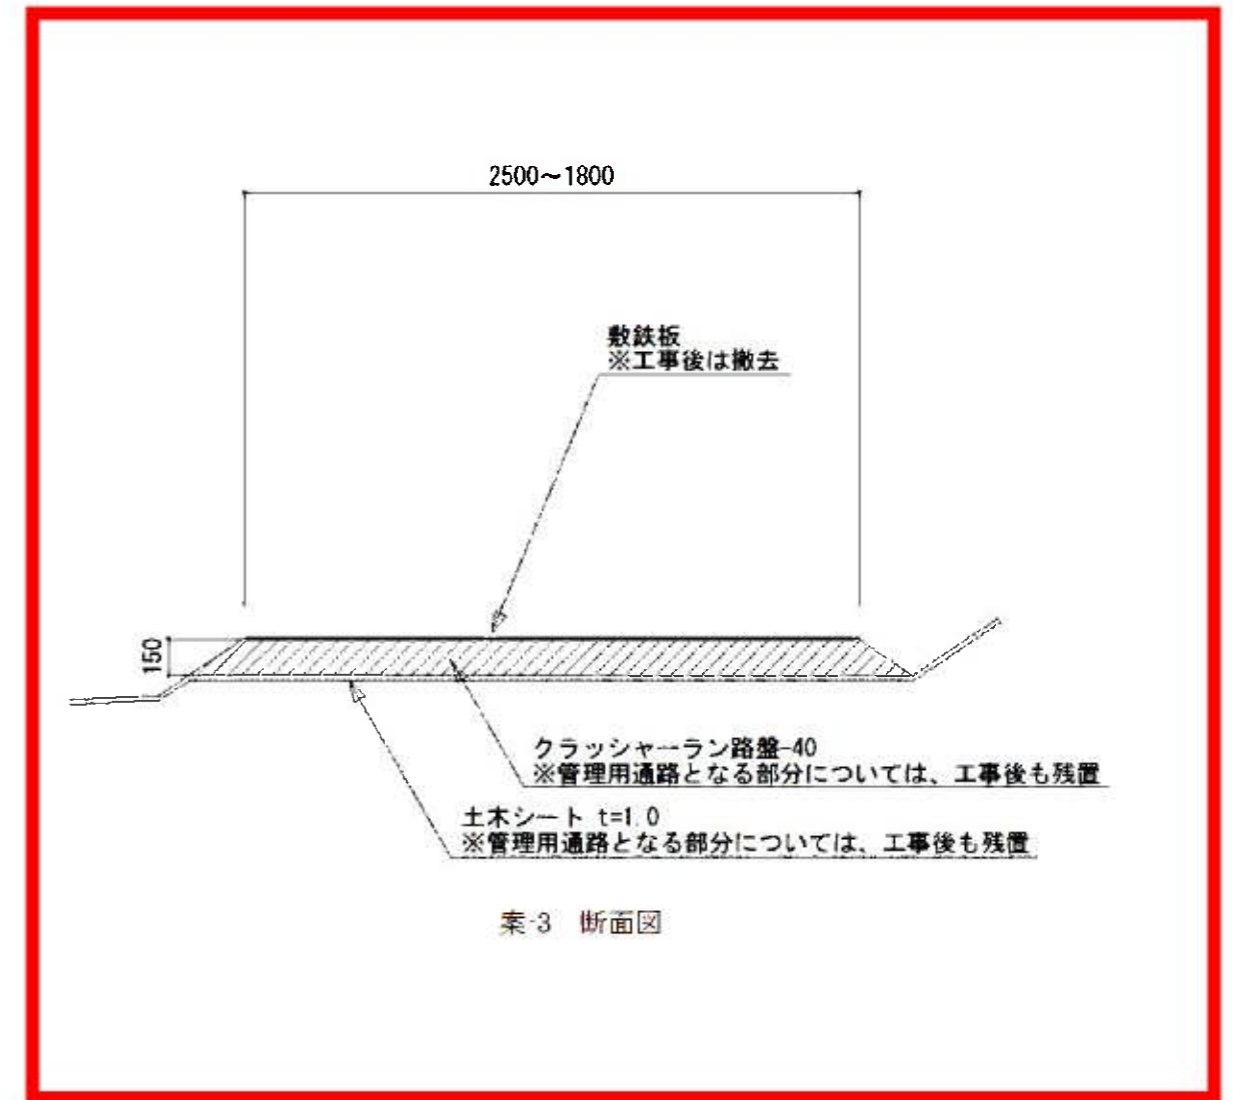 2500～1800
敷鉄板
※工事後は撤去
150
クラッシャーラン路盤-40
※管理用通路となる部分については、工事後も残置
土木シート t=1.0
※管理用通路となる部分については、工事後も残置
案-3 断面図